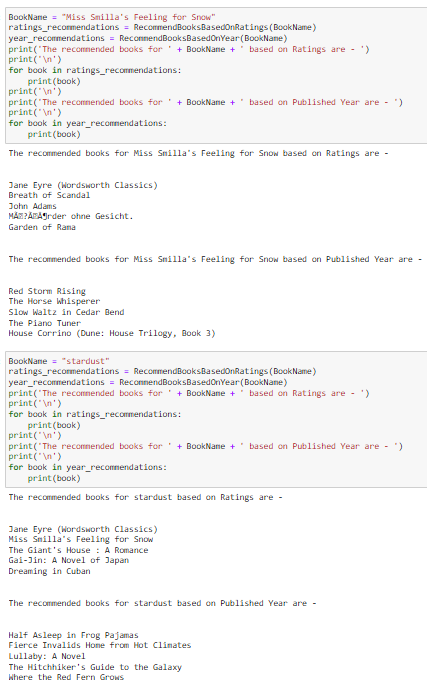 BookName = "Miss Smilla's Feeling for Snow"
ratings_recommendations = RecommendBooksBasedOnRatings(BookName)
year_recommendations = RecommendBooksBasedOnYear(BookName)
print('The recommended books for ' + BookName + ' based on Ratings are - ')
print('\n')
for book in ratings_recommendations:
    print(book)
print('\n')
print('The recommended books for ' + BookName + ' based on Published Year are - ')
print('\n')
for book in year_recommendations:
    print(book)
The recommended books for Miss Smilla's Feeling for Snow based on Ratings are -
Jane Eyre (Wordsworth Classics)
Breath of Scandal
John Adams
ohne Gesicht.
Garden of Rama
The recommended books for Miss Smilla's Feeling for Snow based on Published Year are -
Red Storm Rising
The Horse Whisperer
Slow Waltz in Cedar Bend
The Piano Tuner
House Corrino (Dune: House Trilogy, Book 3)
BookName = "stardust"
ratings_recommendations = RecommendBooksBasedOnRatings(BookName)
year_recommendations = RecommendBooksBasedOnYear(BookName)
print('The recommended books for ' + BookName + ' based on Ratings are - ')
print('\n')
for book in ratings_recommendations:
    print(book)
print('\n')
print('The recommended books for ' + BookName + ' based on Published Year are - ')
print('\n')
for book in year_recommendations:
    print(book)
The recommended books for stardust based on Ratings are -
Jane Eyre (Wordsworth Classics)
Miss Smilla's Feeling for Snow
The Giant's House : A Romance
Gai-Jin: A Novel of Japan
Dreaming in Cuban
The recommended books for stardust based on Published Year are -
Half Asleep in Frog Pajamas
Fierce Invalids Home from Hot Climates
Lullaby: A Novel
The Hitchhiker's Guide to the Galaxy
Where the Red Fern Grows